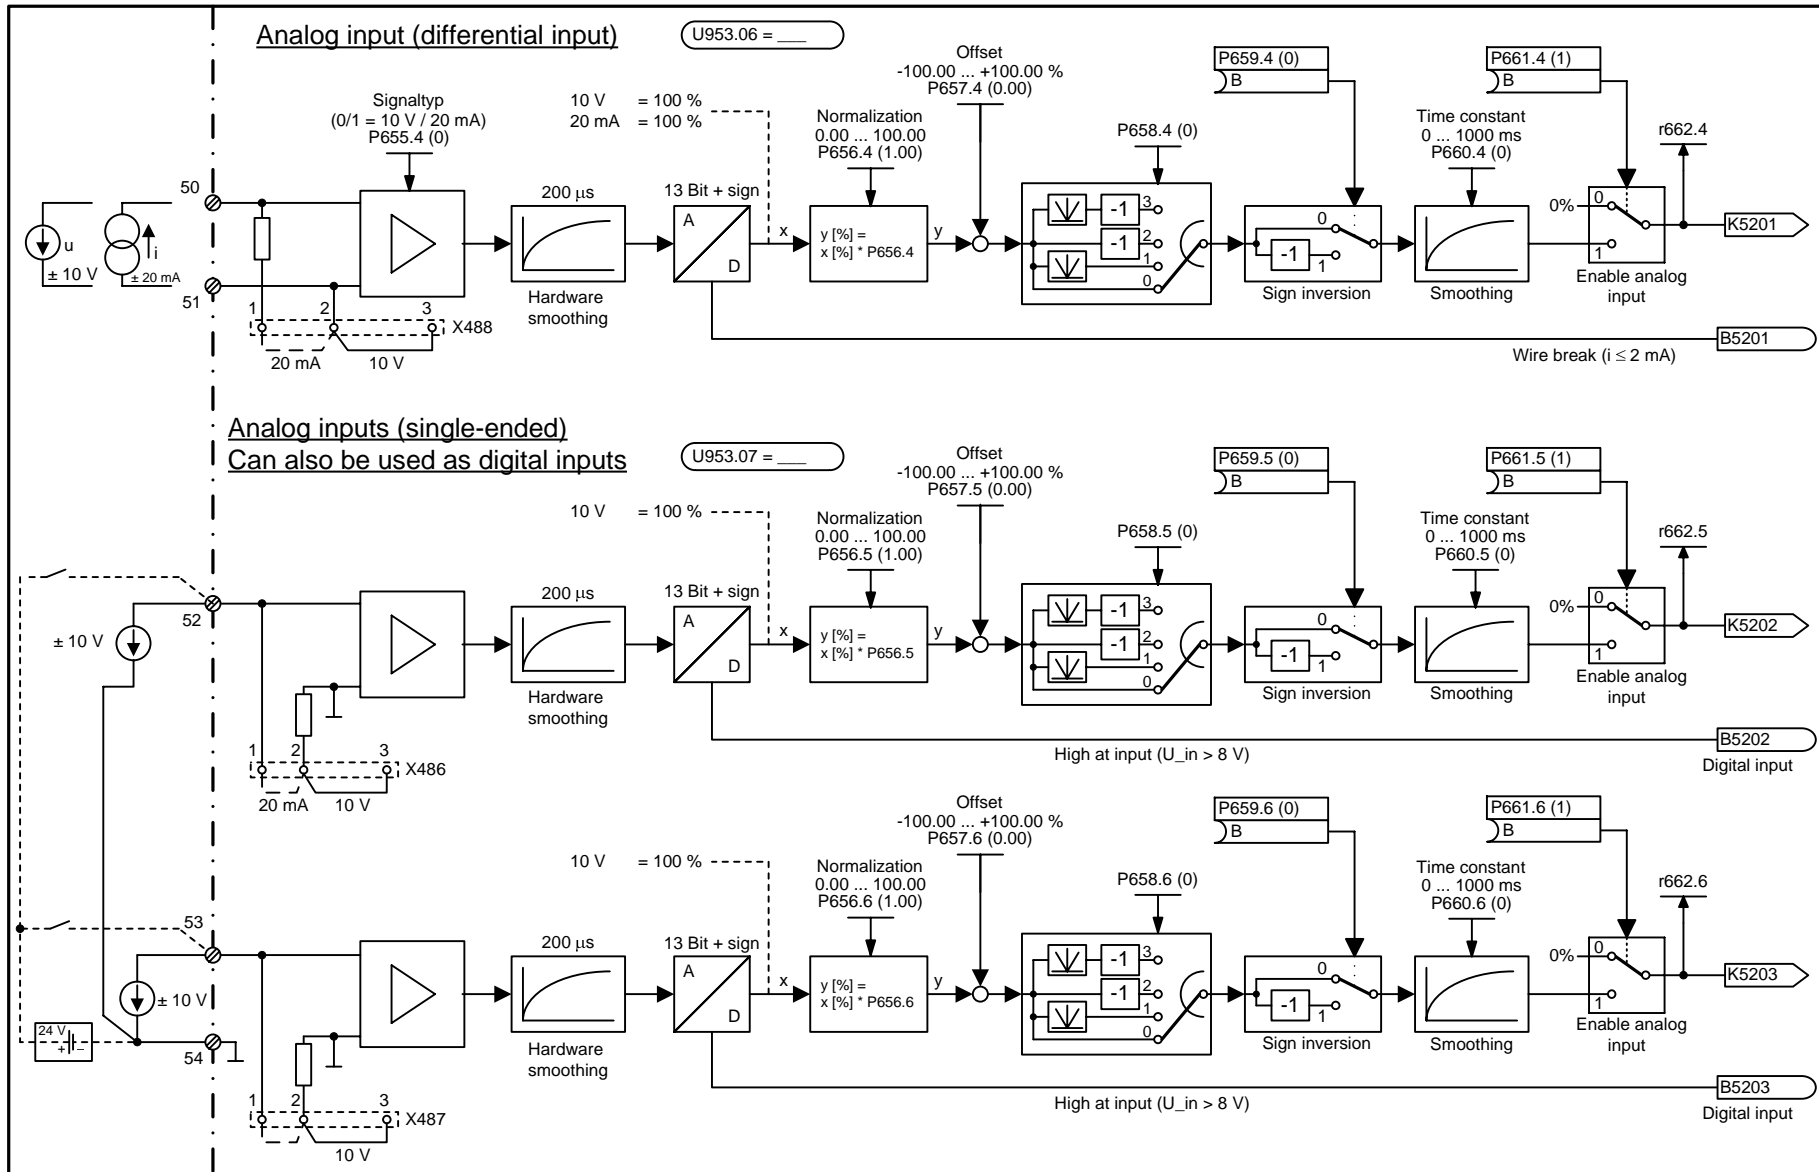 Analog input (differential input)
U953.06 = ___
Signaltyp
(0/1 = 10 V / 20 mA)
P655.4 (0)
10 V = 100 %
20 mA = 100 %
Normalization
0.00 ... 100.00
P656.4 (1.00)
Offset
-100.00 ... +100.00 %
P657.4 (0.00)
P658.4 (0)
P659.4 (0)
B
Time constant
0 ... 1000 ms
P660.4 (0)
P661.4 (1)
B
r662.4
50
51
u
± 10 V
i
± 20 mA
200 µs
Hardware
smoothing
13 Bit + sign
A
D
x
y [%] =
x [%] * P656.4
y
-1
3
-1
2
1
0
0
-1
1
Sign inversion
Smoothing
0%
0
1
Enable analog
input
K5201
1
2
3
X488
20 mA
10 V
B5201
Wire break (i ≤ 2 mA)
Analog inputs (single-ended)
Can also be used as digital inputs
U953.07 = ___
10 V = 100 %
Normalization
0.00 ... 100.00
P656.5 (1.00)
Offset
-100.00 ... +100.00 %
P657.5 (0.00)
P658.5 (0)
P659.5 (0)
B
Time constant
0 ... 1000 ms
P660.5 (0)
P661.5 (1)
B
r662.5
52
± 10 V
200 µs
Hardware
smoothing
13 Bit + sign
A
D
x
y [%] =
x [%] * P656.5
y
-1
3
-1
2
1
0
0
-1
1
Sign inversion
Smoothing
0%
0
1
Enable analog
input
K5202
1
2
3
X486
20 mA
10 V
High at input (U_in > 8 V)
B5202
Digital input
10 V = 100 %
Normalization
0.00 ... 100.00
P656.6 (1.00)
Offset
-100.00 ... +100.00 %
P657.6 (0.00)
P658.6 (0)
P659.6 (0)
B
Time constant
0 ... 1000 ms
P660.6 (0)
P661.6 (1)
B
r662.6
53
± 10 V
24 V
+
–
54
200 µs
Hardware
smoothing
13 Bit + sign
A
D
x
y [%] =
x [%] * P656.6
y
-1
3
-1
2
1
0
0
-1
1
Sign inversion
Smoothing
0%
0
1
Enable analog
input
K5203
1
2
3
X487
10 V
High at input (U_in > 8 V)
B5203
Digital input